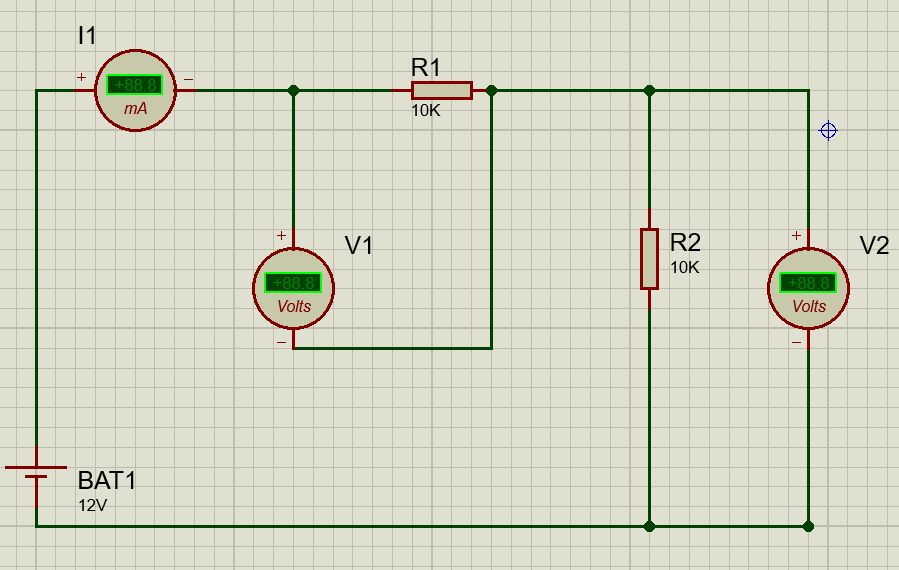 I1
+ −
+88.8
mA
R1
10K
+
V1
+88.8
Volts
−
R2
10K
+
V2
+88.8
Volts
−
BAT1
12V